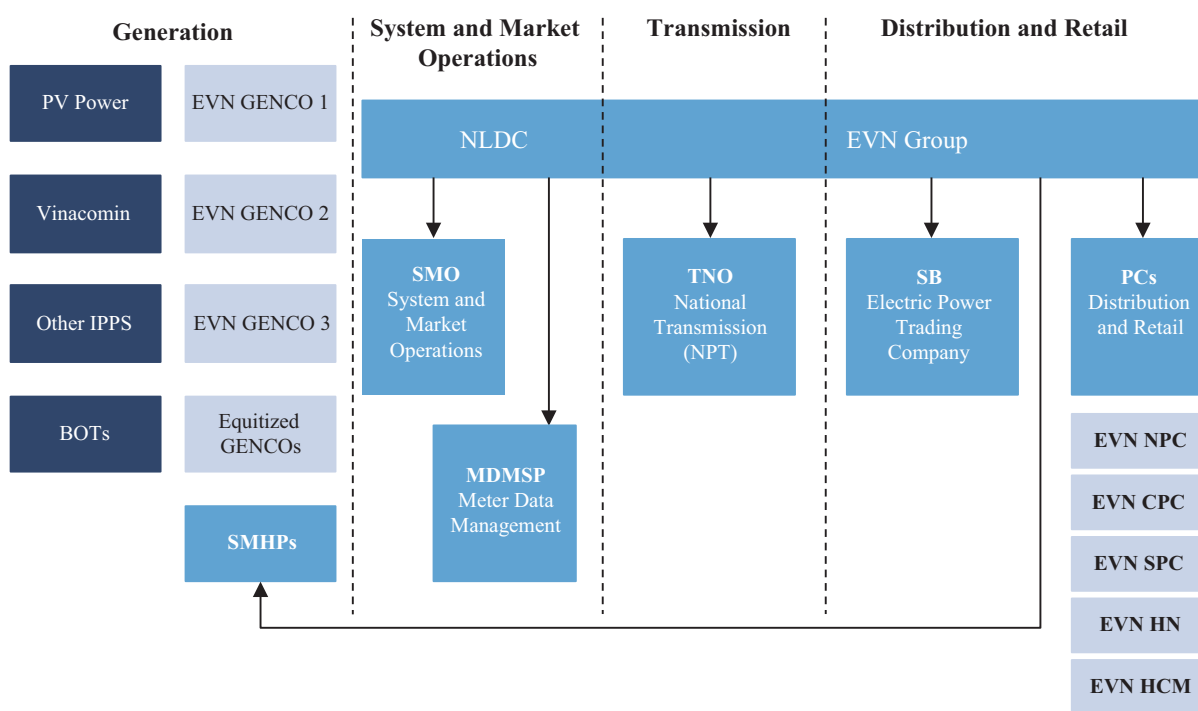 Generation
System and Market
Operations
Transmission
Distribution and Retail
PV Power
EVN GENCO 1
Vinacomin
EVN GENCO 2
Other IPPS
EVN GENCO 3
BOTs
Equitized
GENCOs
SMHPs
NLDC
EVN Group
SMO
System and
Market
Operations
MDMSP
Meter Data
Management
TNO
National
Transmission
(NPT)
SB
Electric Power
Trading
Company
PCs
Distribution
and Retail
EVN NPC
EVN CPC
EVN SPC
EVN HN
EVN HCM